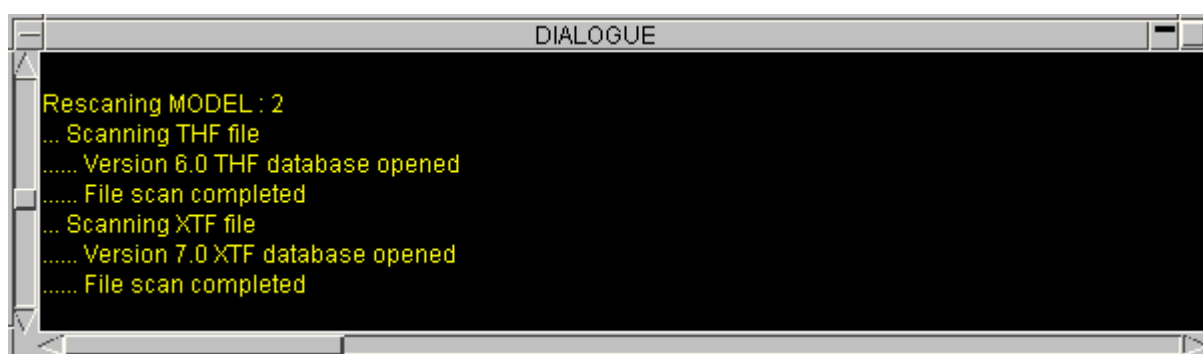 DIALOGUE
Rescaning MODEL : 2
... Scanning THF file
...... Version 6.0 THF database opened
...... File scan completed
... Scanning XTF file
...... Version 7.0 XTF database opened
...... File scan completed